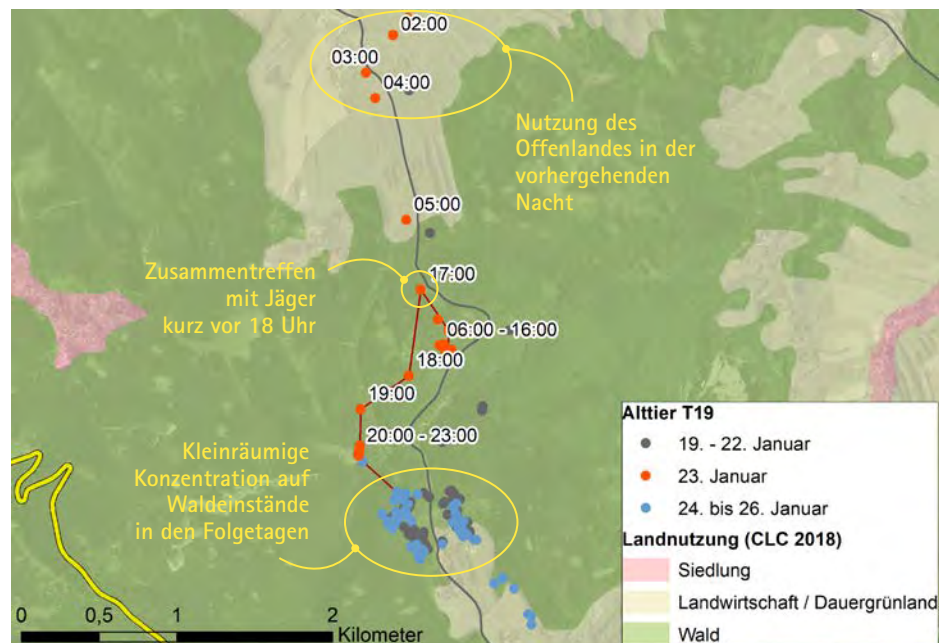 02:00
03:00
04:00
Nutzung des
Offenlandes in der
vorhergehenden
Nacht
05:00
Zusammentreffen
mit Jäger
kurz vor 18 Uhr
17:00
06:00 - 16:00
18:00
19:00
20:00 - 23:00
Kleinräumige
Konzentration auf
Waldeinstände
in den Folgetagen
Alttier T19
19. - 22. Januar
23. Januar
24. bis 26. Januar
Landnutzung (CLC 2018)
Siedlung
Landwirtschaft / Dauergrünland
Wald
0 0,5 1 2
Kilometer